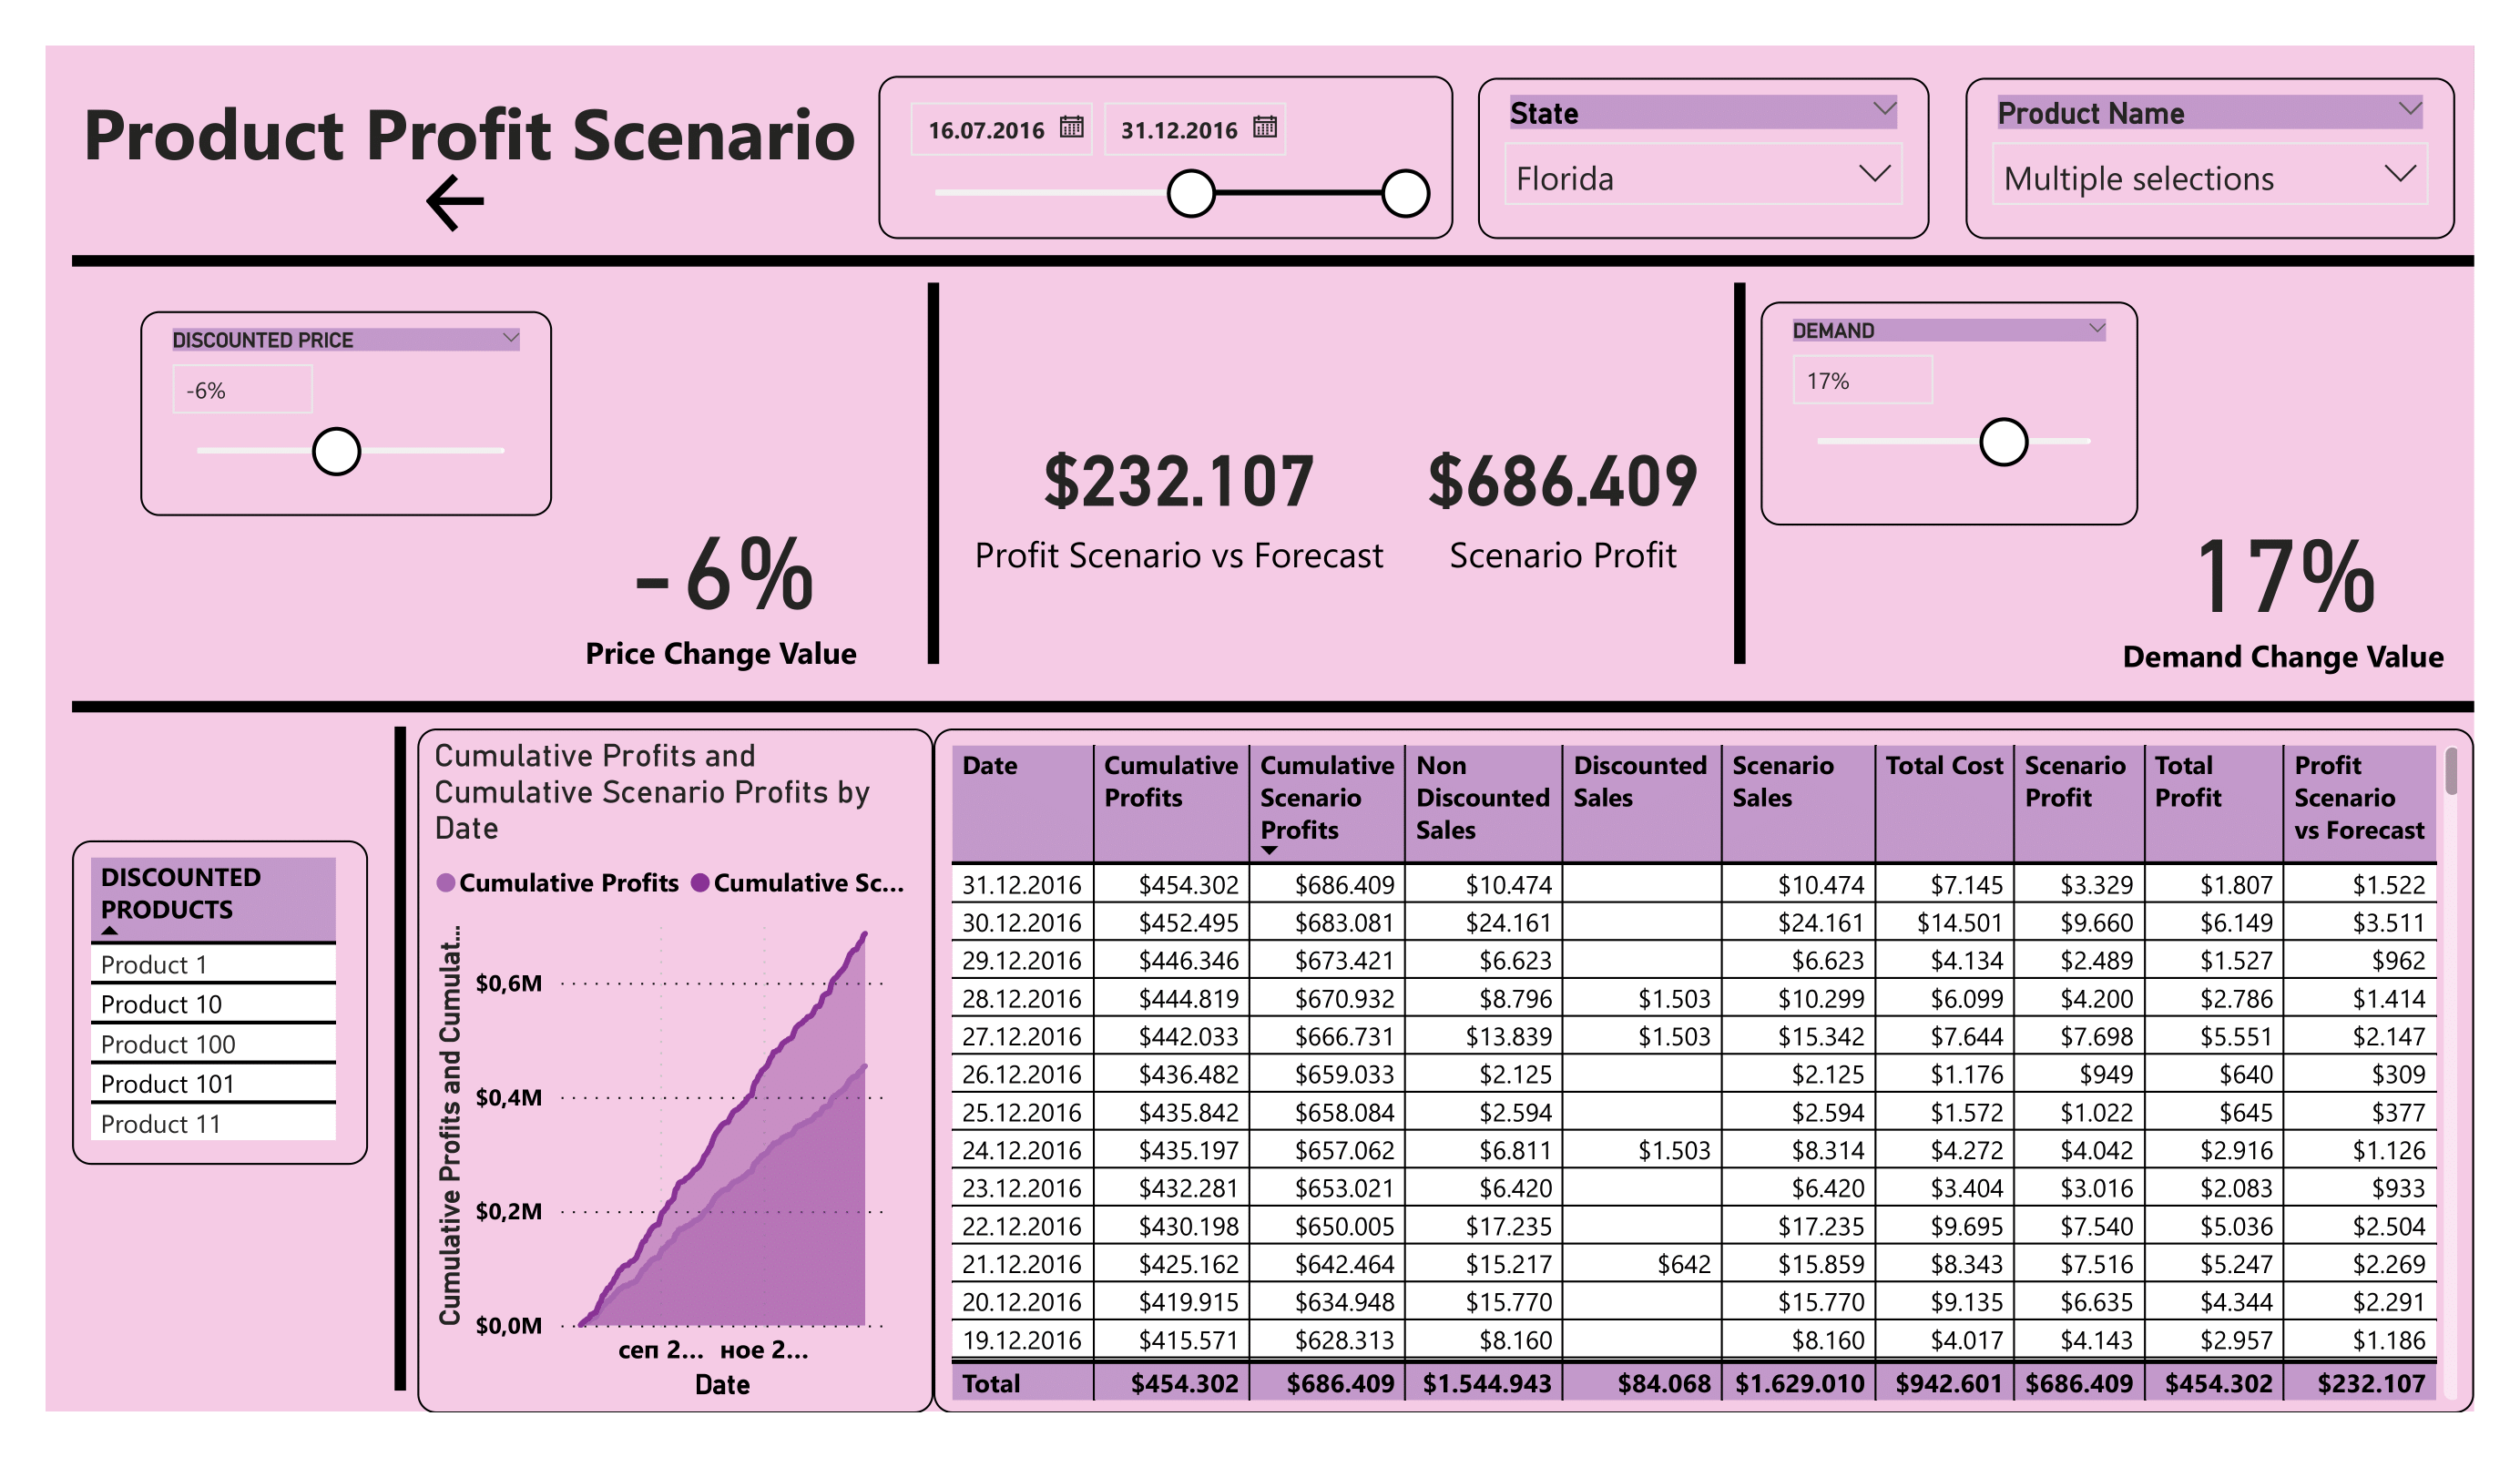 Product Profit Scenario
16.07.2016
31.12.2016
State
Florida
Product Name
Multiple selections
DISCOUNTED PRICE
-6%
-6%
Price Change Value
$232.107
Profit Scenario vs Forecast
$686.409
Scenario Profit
DEMAND
17%
17%
Demand Change Value
DISCOUNTED
PRODUCTS
Product 1
Product 10
Product 100
Product 101
Product 11
Cumulative Profits and
Cumulative Scenario Profits by
Date
Cumulative Profits Cumulative Sc...
Cumulative Profits and Cumulat...
$0,6M
$0,4M
$0,2M
$0,0M
сеп 2... ное 2...
Date
Date Cumulative Profits Cumulative Scenario Profits Non Discounted Sales Discounted Sales Scenario Sales Total Cost Scenario Profit Total Profit Profit Scenario vs Forecast
31.12.2016 $454.302 $686.409 $10.474 $10.474 $7.145 $3.329 $1.807 $1.522
30.12.2016 $452.495 $683.081 $24.161 $24.161 $14.501 $9.660 $6.149 $3.511
29.12.2016 $446.346 $673.421 $6.623 $6.623 $4.134 $2.489 $1.527 $962
28.12.2016 $444.819 $670.932 $8.796 $1.503 $10.299 $6.099 $4.200 $2.786 $1.414
27.12.2016 $442.033 $666.731 $13.839 $1.503 $15.342 $7.644 $7.698 $5.551 $2.147
26.12.2016 $436.482 $659.033 $2.125 $2.125 $1.176 $949 $640 $309
25.12.2016 $435.842 $658.084 $2.594 $2.594 $1.572 $1.022 $645 $377
24.12.2016 $435.197 $657.062 $6.811 $1.503 $8.314 $4.272 $4.042 $2.916 $1.126
23.12.2016 $432.281 $653.021 $6.420 $6.420 $3.404 $3.016 $2.083 $933
22.12.2016 $430.198 $650.005 $17.235 $17.235 $9.695 $7.540 $5.036 $2.504
21.12.2016 $425.162 $642.464 $15.217 $642 $15.859 $8.343 $7.516 $5.247 $2.269
20.12.2016 $419.915 $634.948 $15.770 $15.770 $9.135 $6.635 $4.344 $2.291
19.12.2016 $415.571 $628.313 $8.160 $8.160 $4.017 $4.143 $2.957 $1.186
Total $454.302 $686.409 $1.544.943 $84.068 $1.629.010 $942.601 $686.409 $454.302 $232.107